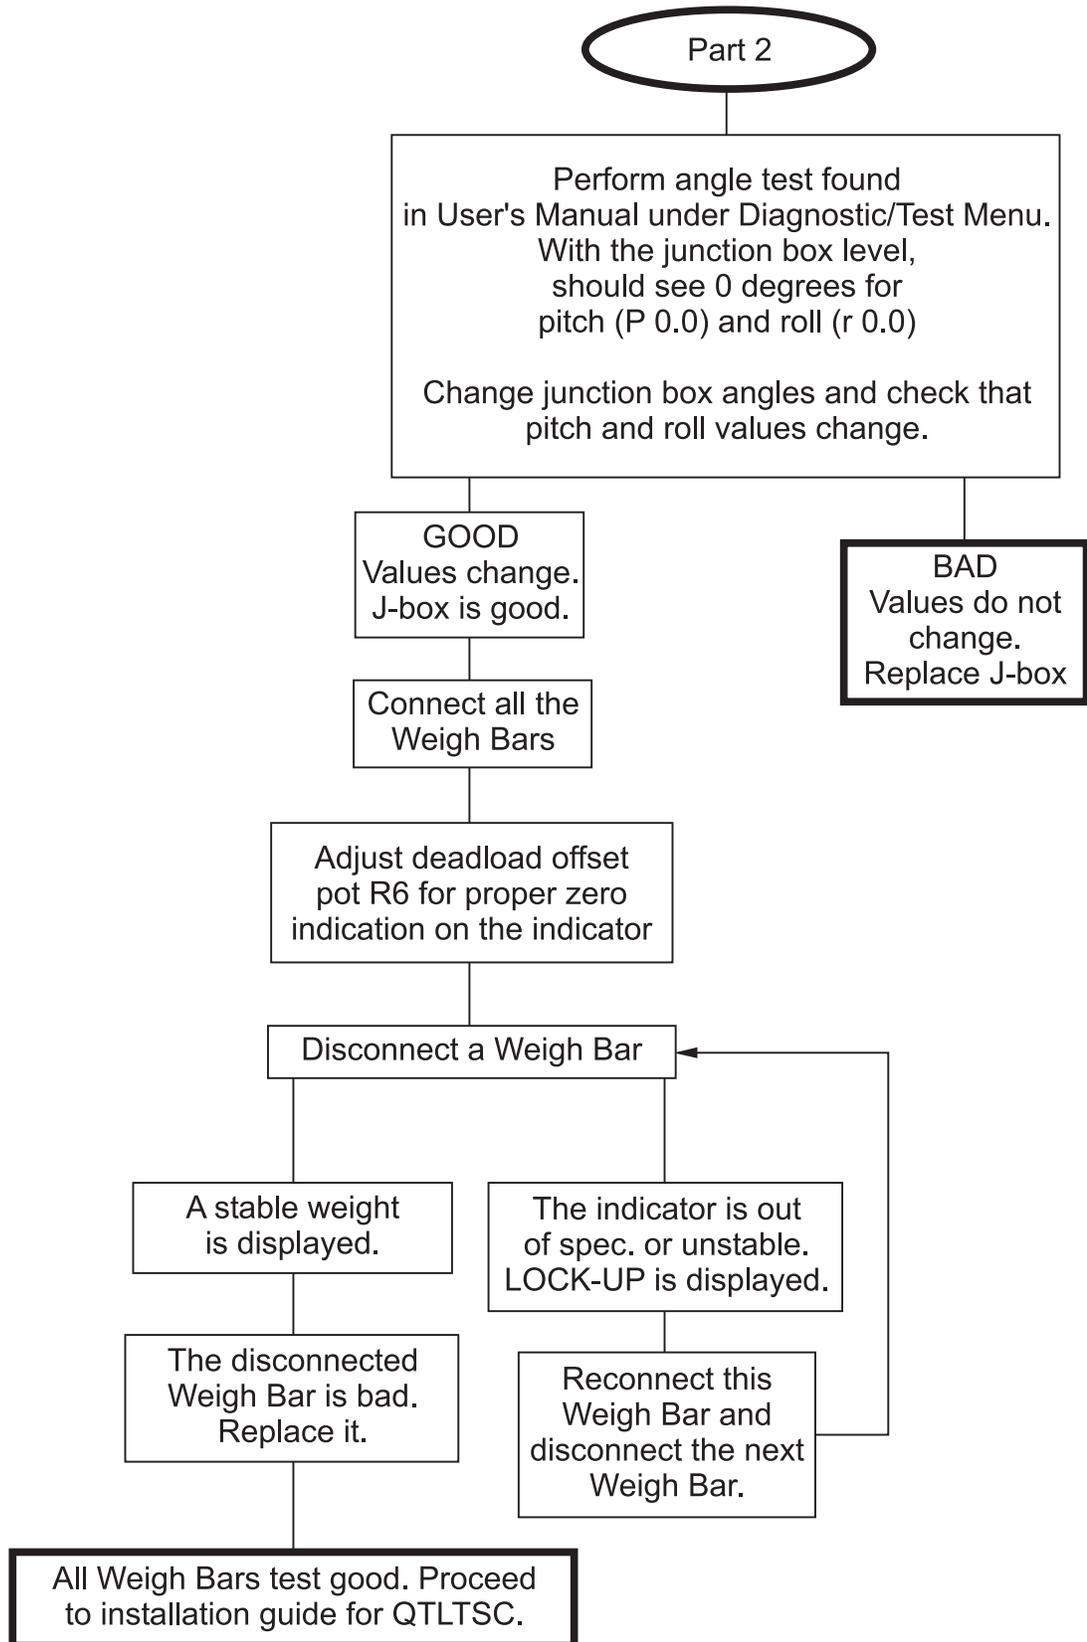 Part 2
Perform angle test found
in User's Manual under Diagnostic/Test Menu.
With the junction box level,
should see 0 degrees for
pitch (P 0.0) and roll (r 0.0)
Change junction box angles and check that
pitch and roll values change.
GOOD
Values change.
J-box is good.
BAD
Values do not
change.
Replace J-box
Connect all the
Weigh Bars
Adjust deadload offset
pot R6 for proper zero
indication on the indicator
Disconnect a Weigh Bar
A stable weight
is displayed.
The indicator is out
of spec. or unstable.
LOCK-UP is displayed.
The disconnected
Weigh Bar is bad.
Replace it.
Reconnect this
Weigh Bar and
disconnect the next
Weigh Bar.
All Weigh Bars test good. Proceed
to installation guide for QTLTSC.